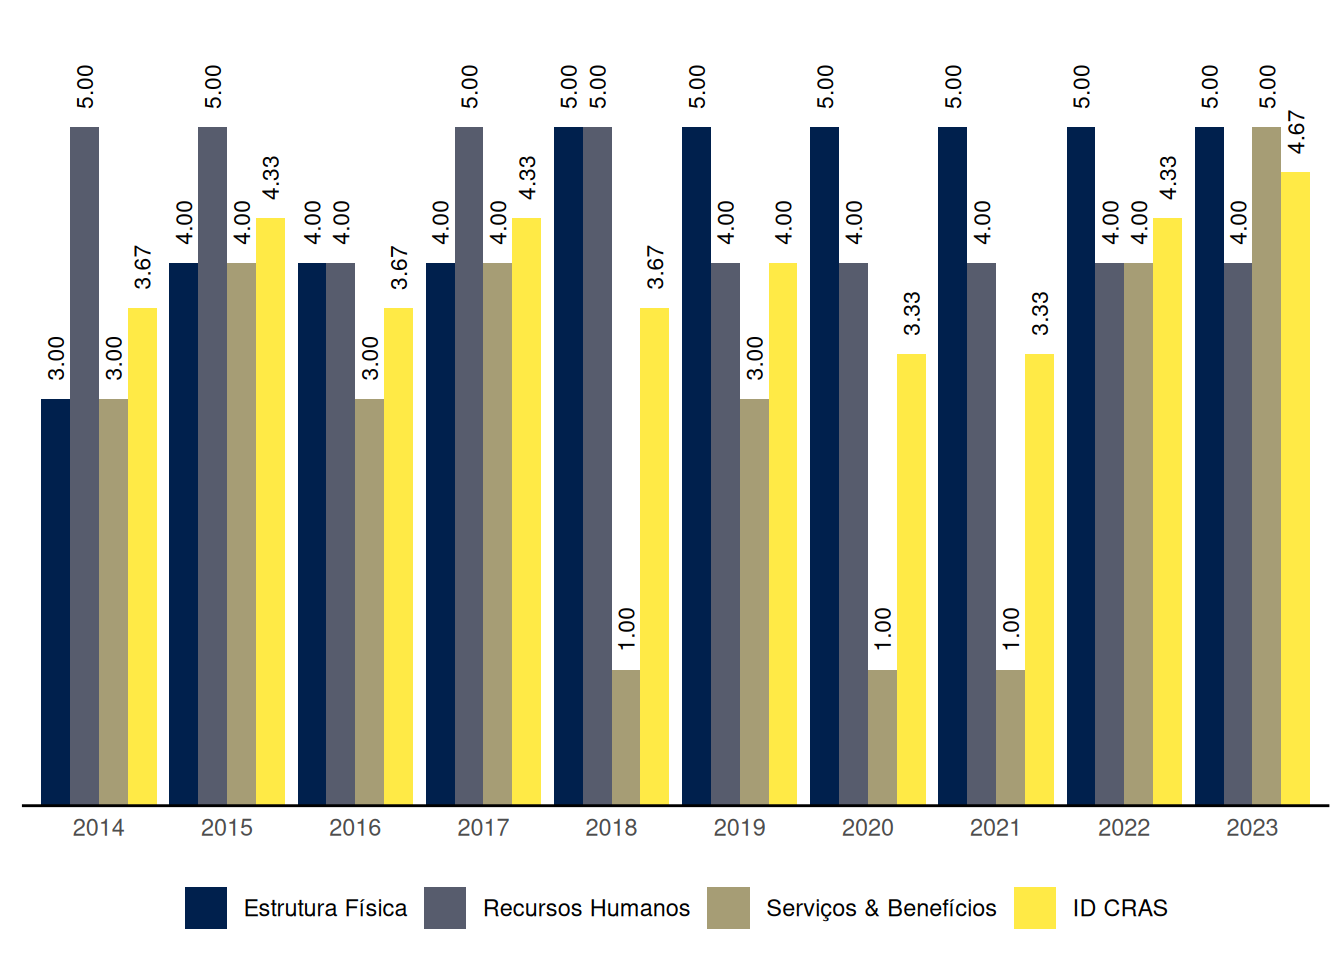 3.00 5.00 3.00 3.67
4.00 5.00 4.00 4.33
4.00 4.00 3.00 3.67
4.00 5.00 4.00 4.33
5.00 5.00 1.00 3.67
5.00 4.00 3.00 4.00
5.00 4.00 1.00 3.33
5.00 4.00 1.00 3.33
5.00 4.00 4.00 4.33
5.00 4.00 5.00 4.67
2014 2015 2016 2017 2018 2019 2020 2021 2022 2023
Estrutura Física Recursos Humanos Serviços & Benefícios ID CRAS